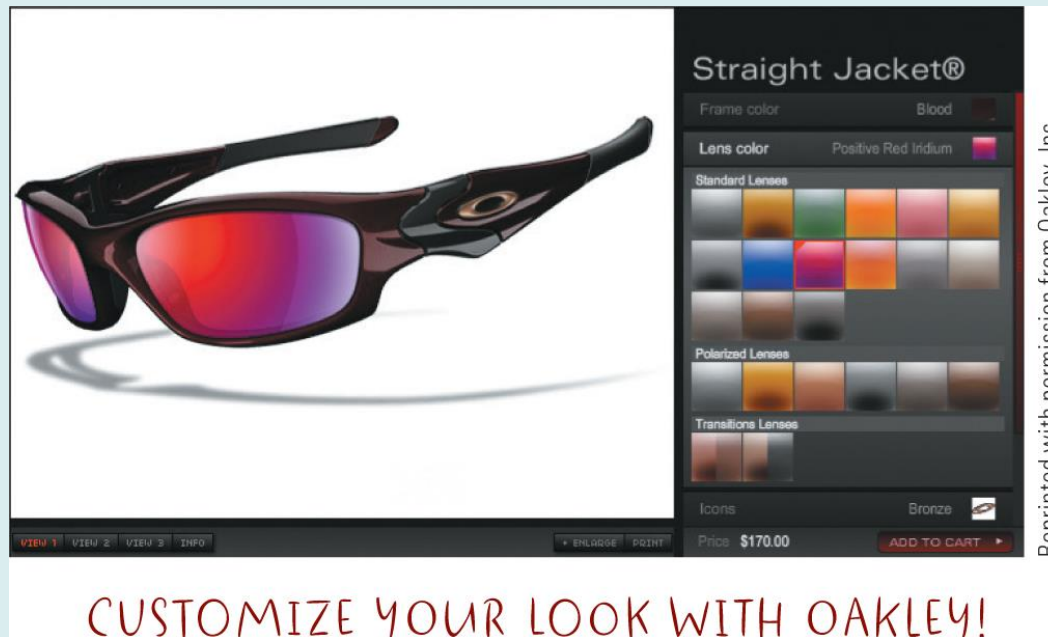 Straight Jacket®
Frame color Blood
Lens color Positive Red Iridium
Standard Lenses
Polarized Lenses
Transitions Lenses
Icons Bronze
Price $170.00 ADD TO CART
VIEW 1 VIEW 2 VIEW 3 INFO + ENLARGE PRINT
Reprinted with permission from Oakley, Inc.
CUSTOMIZE YOUR LOOK WITH OAKLEY!